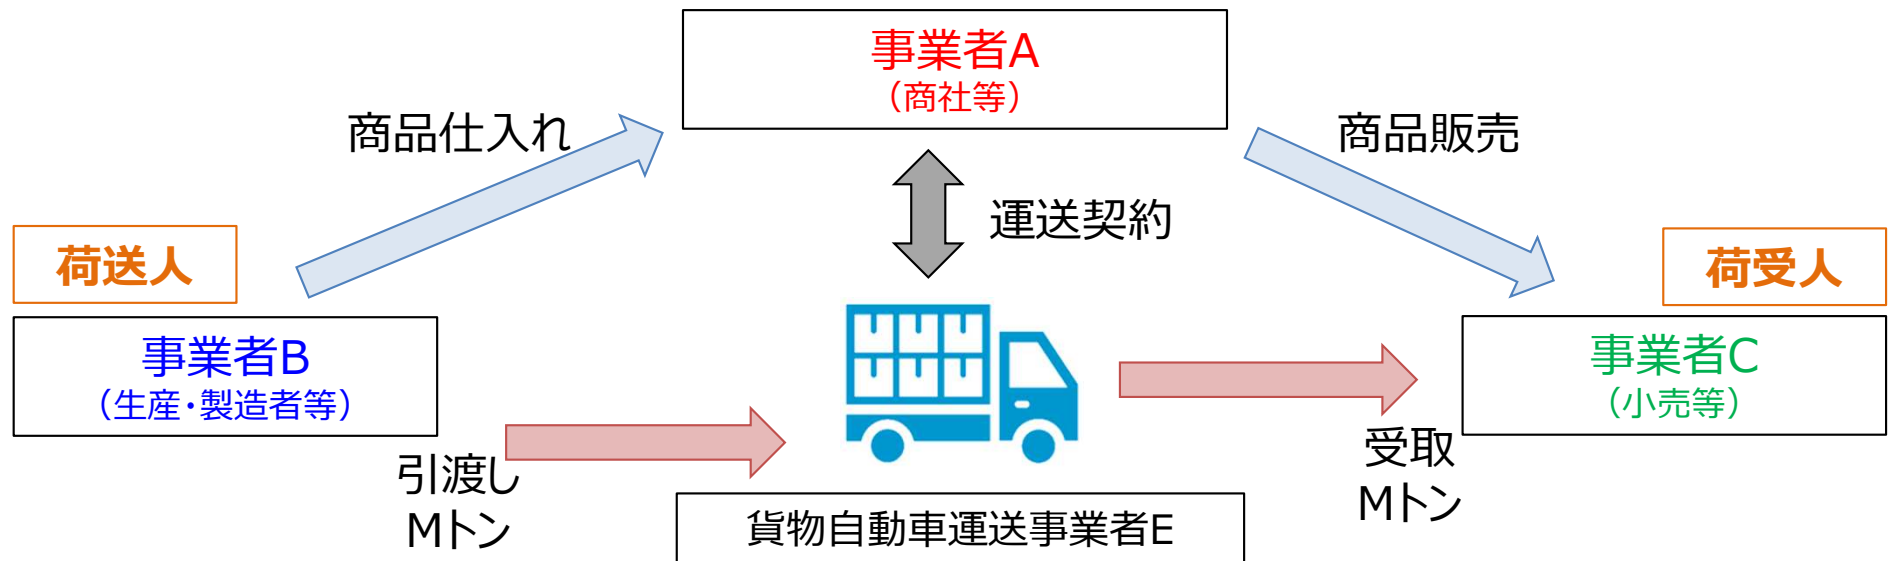 事業者A
（商社等）
商品仕入れ
商品販売
運送契約
荷送人
荷受人
事業者B
（生産・製造者等）
事業者C
（小売等）
引渡し
Mトン
受取
Mトン
貨物自動車運送事業者E